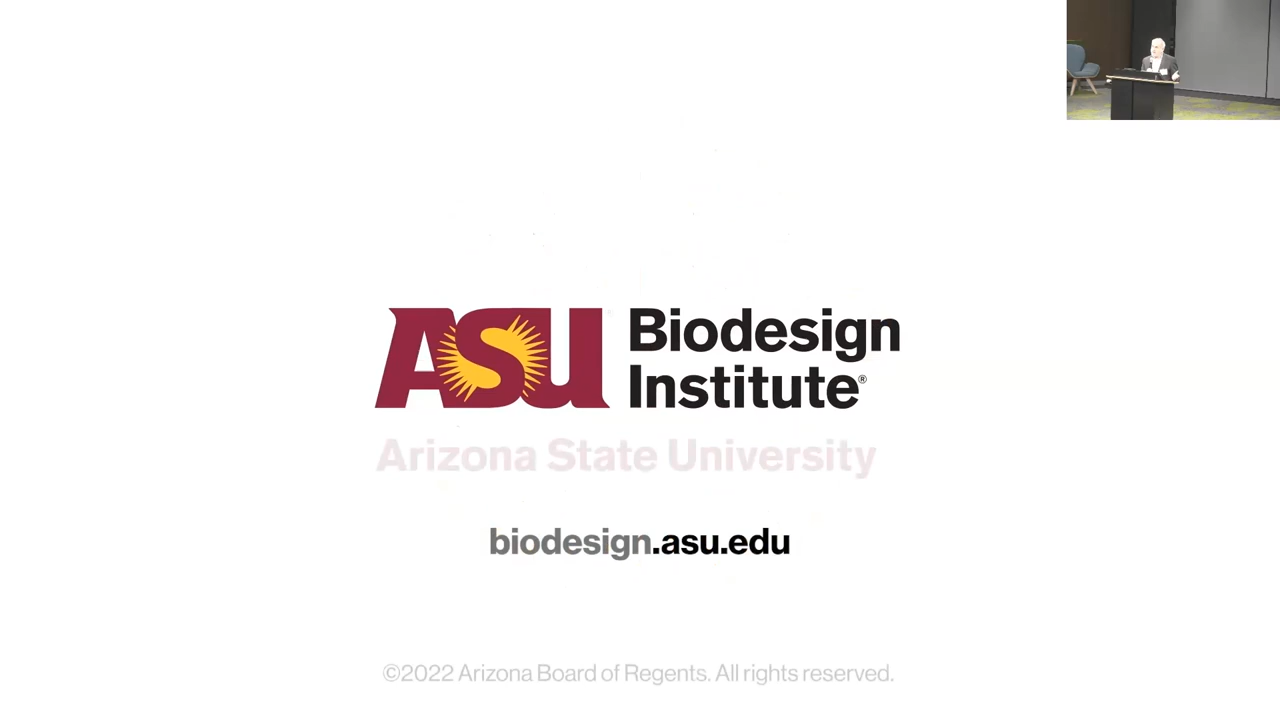 ASU Biodesign
Institute®
Arizona State University
biodesign.asu.edu
©2022 Arizona Board of Regents. All rights reserved.